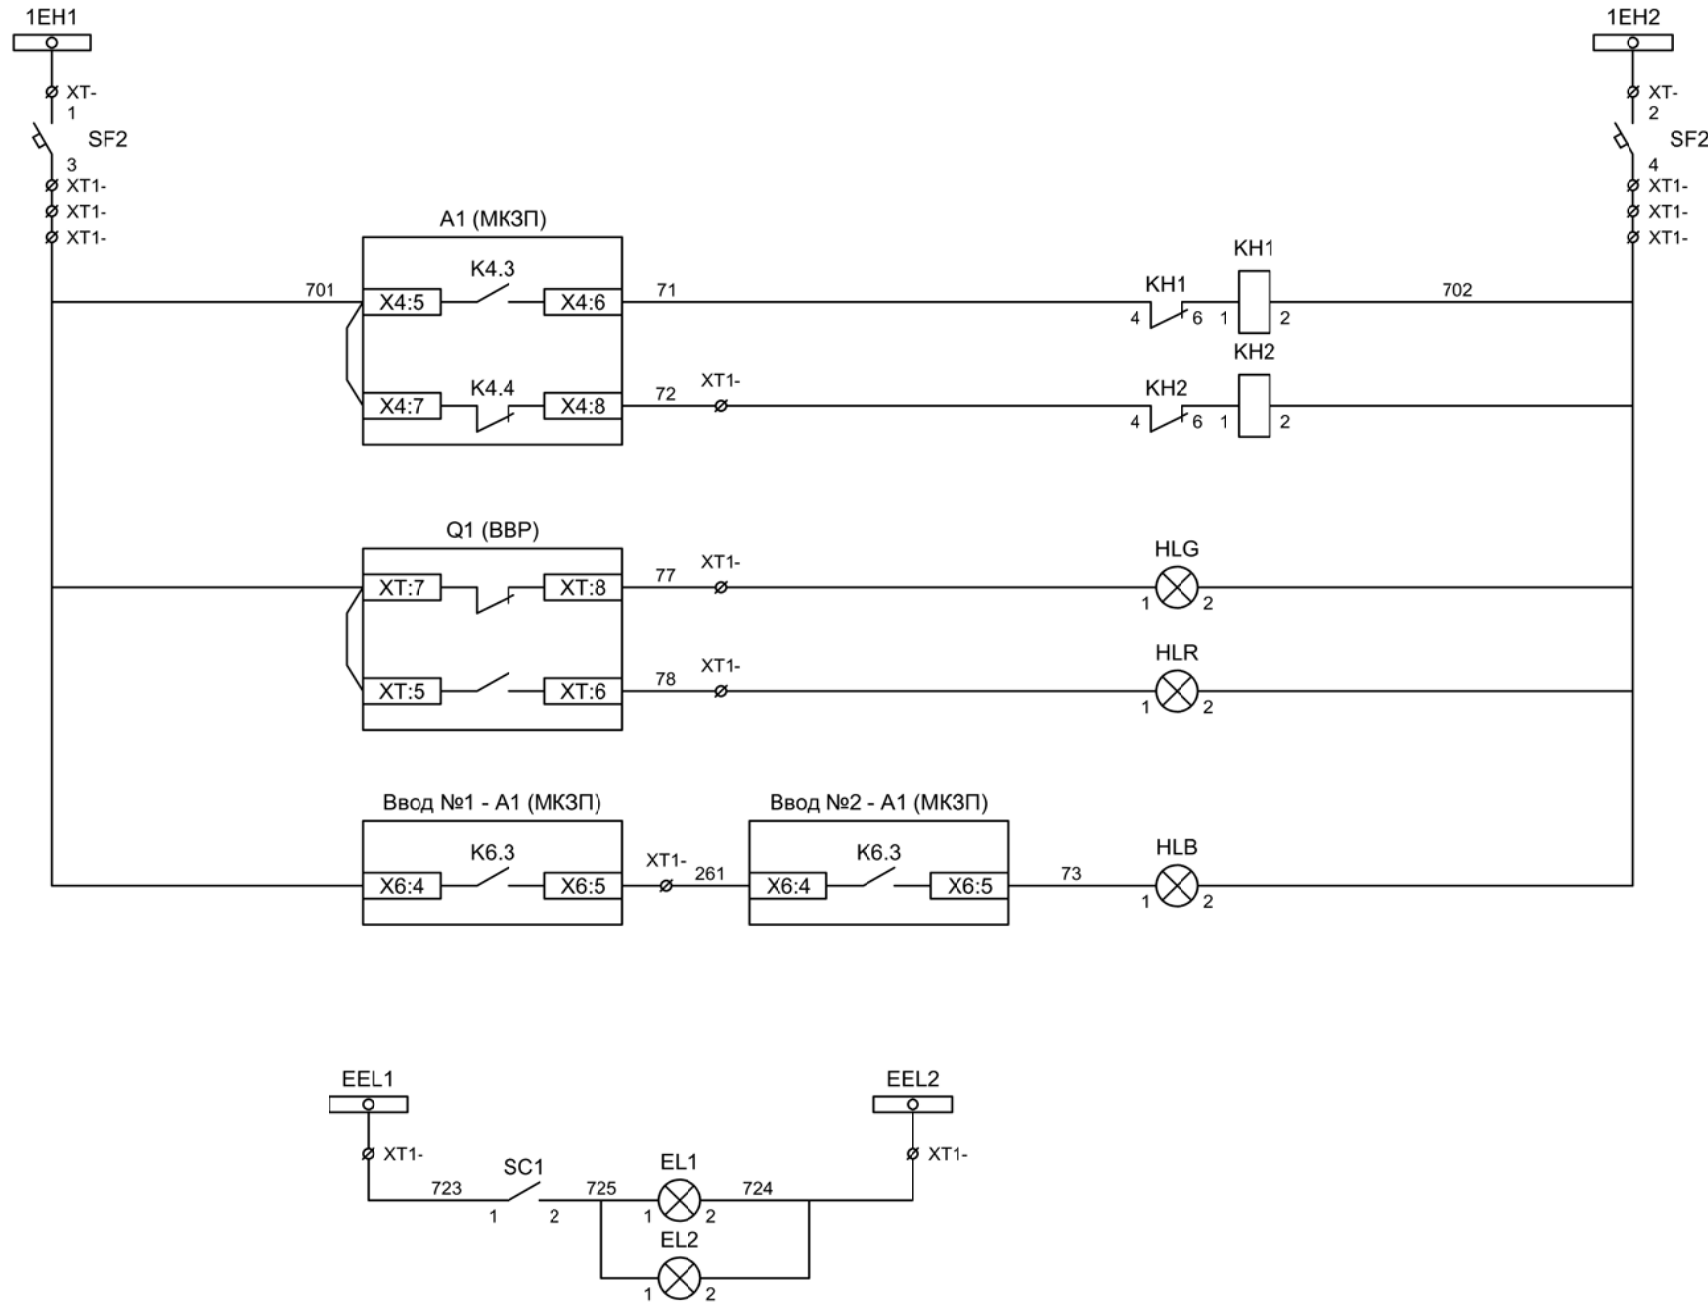 1EH1
1EH2
XT-
XT-
1
2
SF2
SF2
3
4
XT1-
XT1-
XT1-
XT1-
XT1-
XT1-
A1 (МКЗП)
KH1
K4.3
KH1
701
X4:5
X4:6
71
4
6
1
2
702
KH2
K4.4
XT1-
KH2
X4:7
X4:8
72
4
6
1
2
Q1 (ВВР)
XT1-
HLG
XT:7
XT:8
77
1
2
XT1-
HLR
XT:5
XT:6
78
1
2
Ввод №1 - A1 (МКЗП)
Ввод №2 - A1 (МКЗП)
K6.3
XT1-
K6.3
HLB
X6:4
X6:5
261
X6:4
X6:5
73
1
2
EEL1
EEL2
XT1-
XT1-
SC1
EL1
723
725
724
1
2
1
2
EL2
1
2